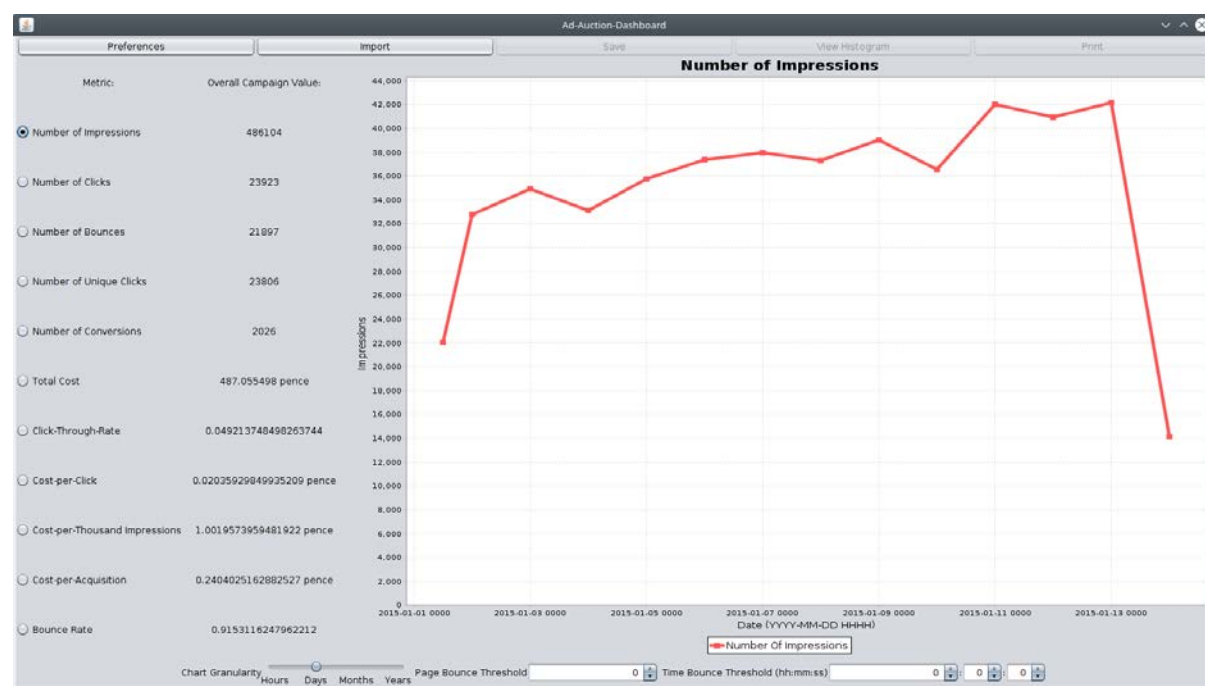 Ad-Auction-Dashboard
Preferences Import Save View Histogram Print
Metric: Overall Campaign Value:
Number of Impressions 486104
Number of Clicks 23923
Number of Bounces 21897
Number of Unique Clicks 23806
Number of Conversions 2026
Total Cost 487.055498 pence
Click-Through-Rate 0.049213748498263744
Cost-per-Click 0.02035929849935209 pence
Cost-per-Thousand Impressions 1.0019573959481922 pence
Cost-per-Acquisition 0.2404025162882527 pence
Bounce Rate 0.9153116247962212
Number of Impressions
44,000
42,000
40,000
38,000
36,000
34,000
32,000
30,000
28,000
26,000
24,000
22,000
20,000
18,000
16,000
14,000
12,000
10,000
8,000
6,000
4,000
2,000
0
Impressions
2015-01-01 0000 2015-01-03 0000 2015-01-05 0000 2015-01-07 0000 2015-01-09 0000 2015-01-11 0000 2015-01-13 0000
Date (YYYY-MM-DD HHHH)
Number Of Impressions
Chart Granularity Hours Days Months Years Page Bounce Threshold 0 Time Bounce Threshold (hh:mm:ss) 0 : 0 : 0